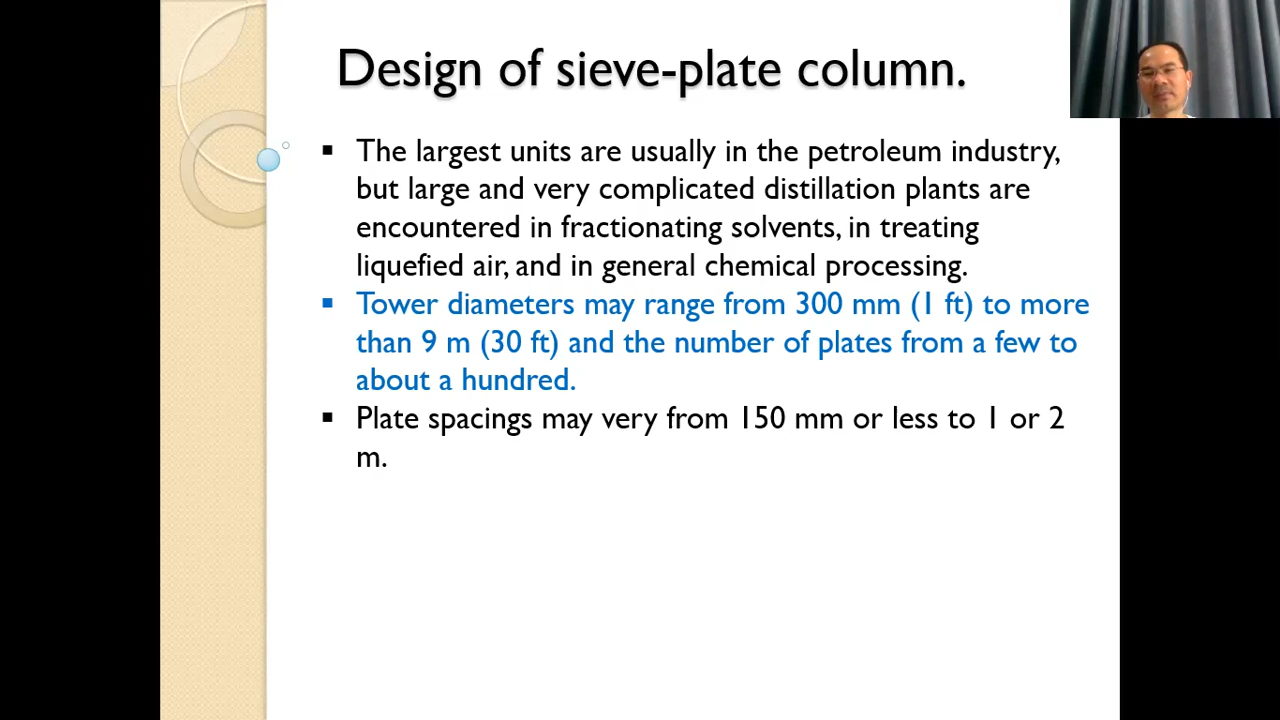 Design of sieve-plate column.
▪ The largest units are usually in the petroleum industry,
but large and very complicated distillation plants are
encountered in fractionating solvents, in treating
liquefied air, and in general chemical processing.
▪ Tower diameters may range from 300 mm (1 ft) to more
than 9 m (30 ft) and the number of plates from a few to
about a hundred.
▪ Plate spacings may very from 150 mm or less to 1 or 2
m.